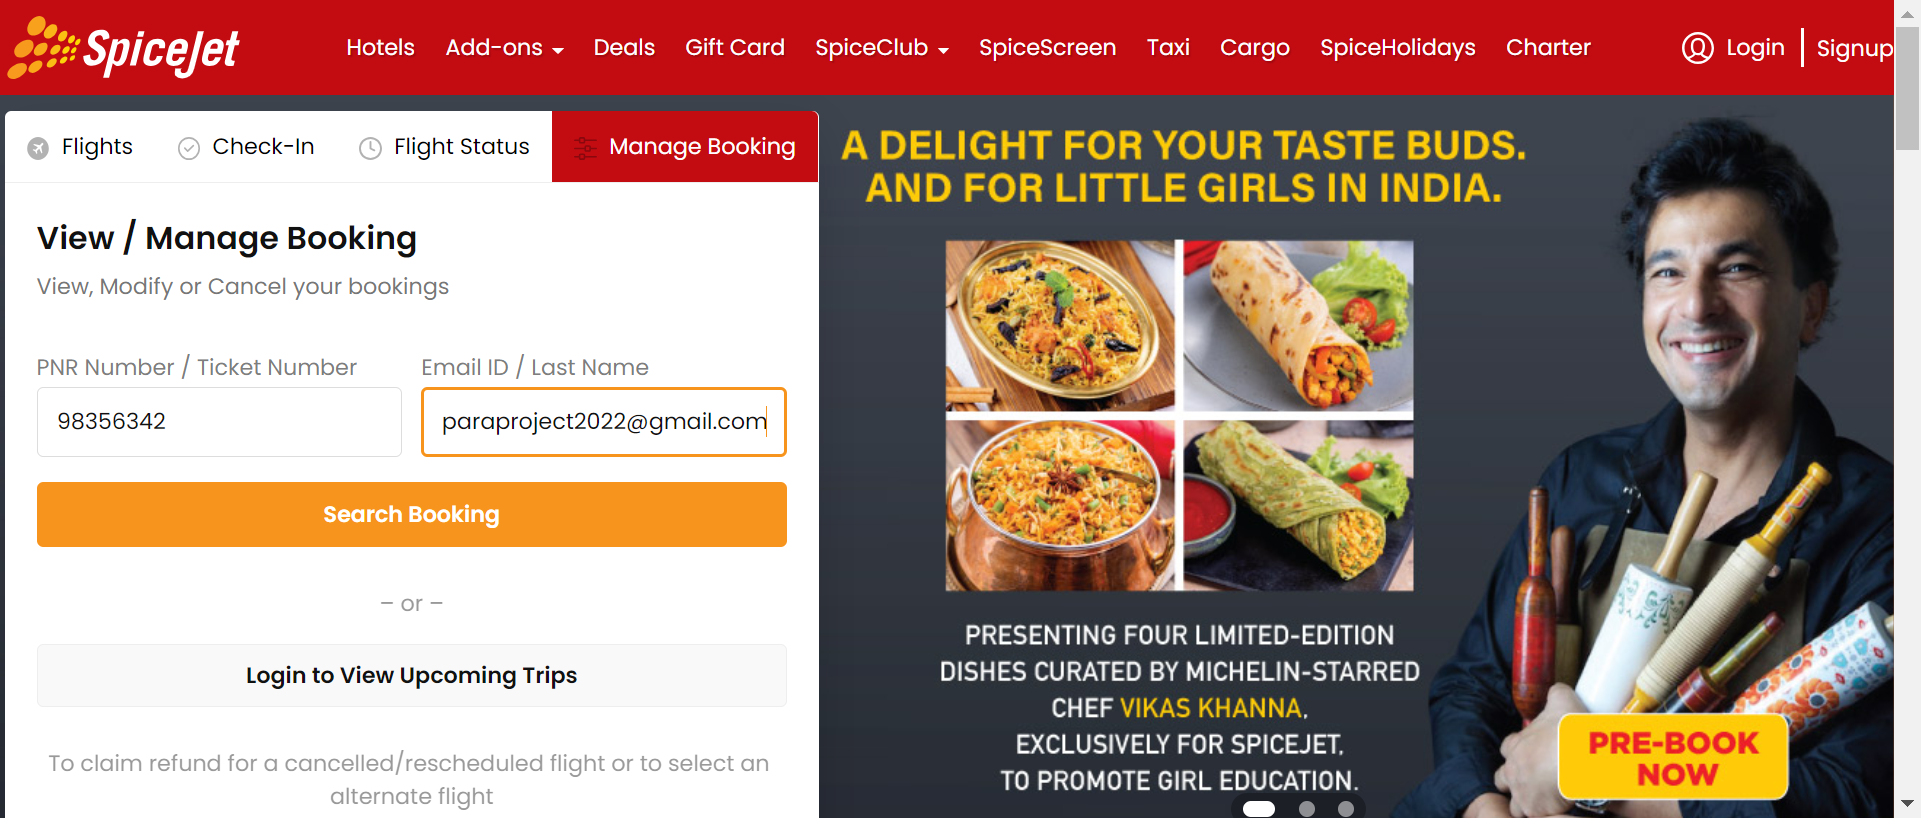 SpiceJet
Hotels Add-ons Deals Gift Card SpiceClub SpiceScreen Taxi Cargo SpiceHolidays Charter Login Signup
Flights Check-In Flight Status Manage Booking
View / Manage Booking
View, Modify or Cancel your bookings
PNR Number / Ticket Number Email ID / Last Name
98356342 paraproject2022@gmail.com
Search Booking
– or –
Login to View Upcoming Trips
To claim refund for a cancelled/rescheduled flight or to select an
alternate flight
A DELIGHT FOR YOUR TASTE BUDS.
AND FOR LITTLE GIRLS IN INDIA.
PRESENTING FOUR LIMITED-EDITION
DISHES CURATED BY MICHELIN-STARRED
CHEF VIKAS KHANNA,
EXCLUSIVELY FOR SPICEJET,
TO PROMOTE GIRL EDUCATION.
PRE-BOOK
NOW